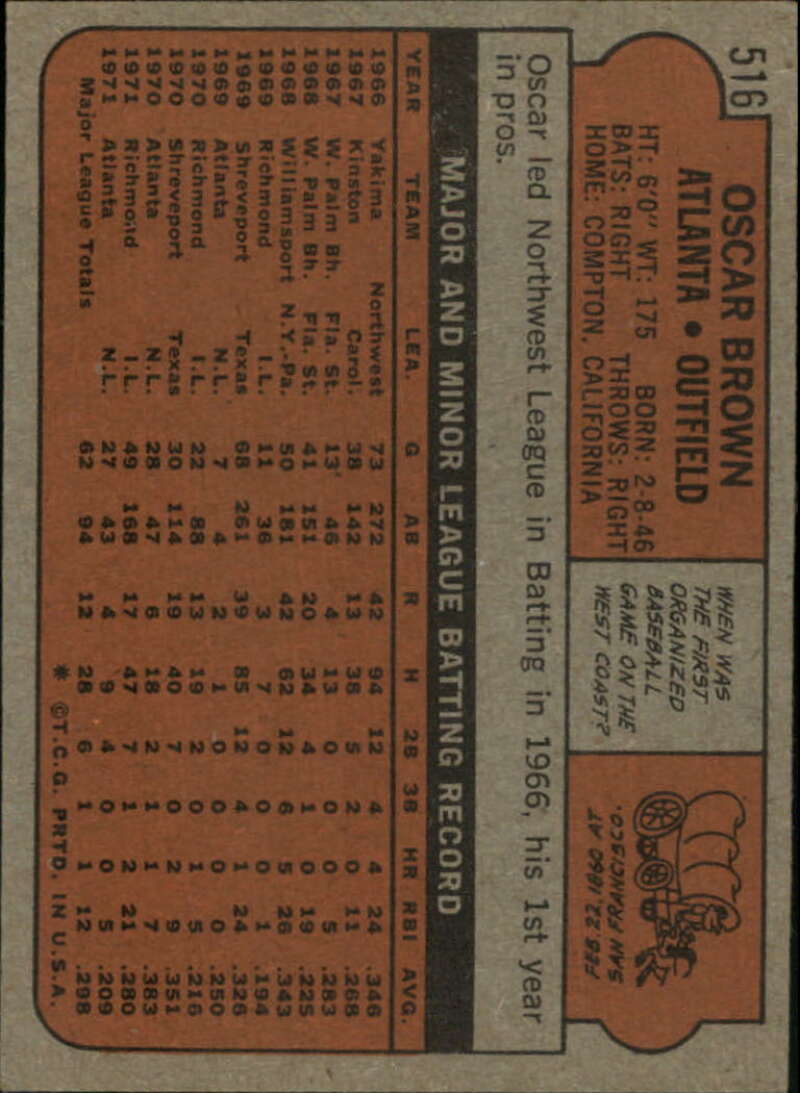 516
OSCAR BROWN
ATLANTA • OUTFIELD
HT: 6'0" WT: 175 BORN: 2-8-46
BATS: RIGHT THROWS: RIGHT
HOME: COMPTON, CALIFORNIA
WHEN WAS
THE FIRST
ORGANIZED
BASEBALL
GAME ON THE
WEST COAST?
FEB 22, 1860 AT
SAN FRANCISCO.
Oscar led Northwest League in Batting in 1966, his 1st year
in pros.
MAJOR AND MINOR LEAGUE BATTING RECORD
YEAR TEAM LEA. G AB R H 2B 3B HR RBI AVG.
1966 Yakima Northwest 73 272 42 94 12 4 4 24 .346
1967 Kinston Carol. 38 142 13 38 5 2 0 11 .268
1967 W. Palm Bh. Fla. St. 13 46 4 13 0 0 0 5 .283
1968 W. Palm Bh. Fla. St. 41 151 20 34 4 1 0 19 .225
1968 Williamsport N.Y.-Pa. 50 181 42 62 12 6 5 26 .343
1969 Richmond I.L. 11 36 3 7 0 0 0 1 .194
1969 Shreveport Texas 68 261 39 85 12 4 1 24 .326
1969 Atlanta N.L. 7 4 2 1 0 0 0 0 .250
1970 Richmond I.L. 22 88 13 19 2 0 1 5 .216
1970 Shreveport Texas 30 114 19 40 7 0 2 9 .351
1970 Atlanta N.L. 28 47 6 18 2 1 1 7 .383
1971 Richmond I.L. 49 168 17 47 7 1 2 21 .280
1971 Atlanta N.L. 27 43 4 9 4 0 0 5 .209
Major League Totals 62 94 12 28 6 1 1 12 .298
* ©T.C.G. PRTD. IN U.S.A.